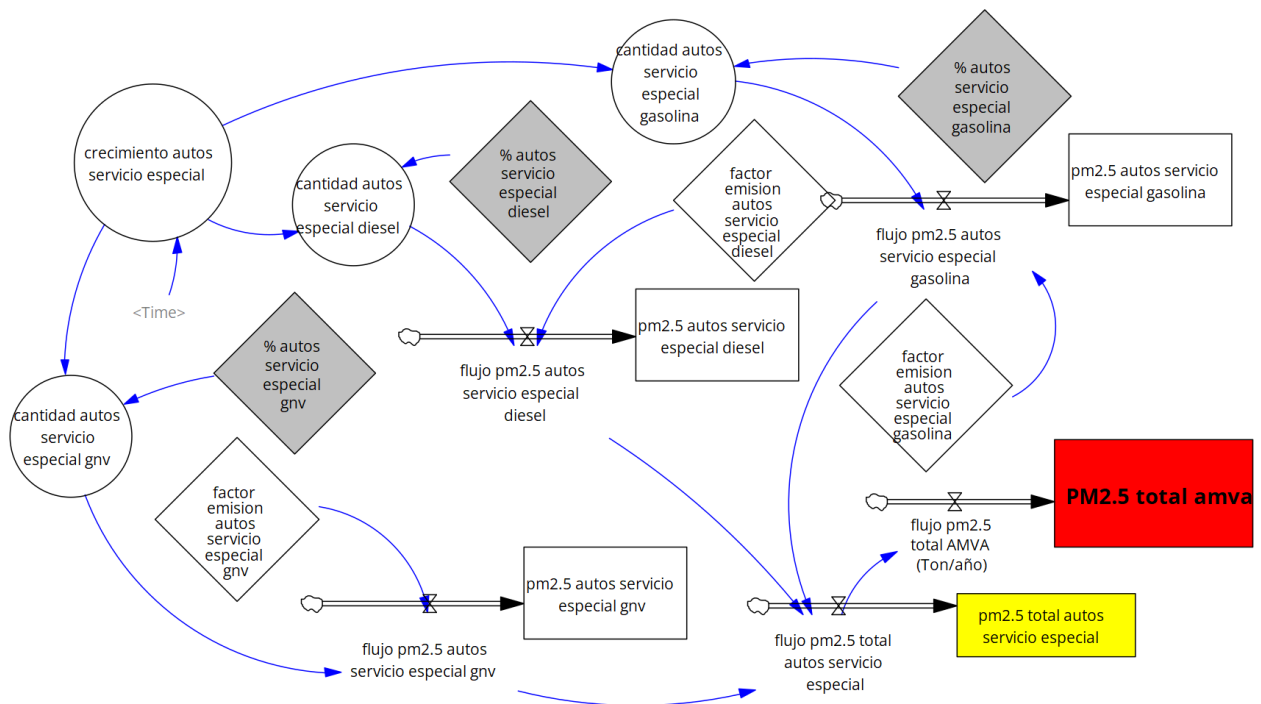 cantidad autos
servicio
especial
gasolina
% autos
servicio
especial
gasolina
crecimiento autos
servicio especial
% autos
servicio
especial
diesel
cantidad autos
servicio
especial diesel
factor
emision
autos
servicio
especial
diesel
pm2.5 autos servicio
especial gasolina
flujo pm2.5 autos
servicio especial
gasolina
<Time>
% autos
servicio
especial
gnv
pm2.5 autos servicio
especial diesel
flujo pm2.5 autos
servicio especial
diesel
factor
emision
autos
servicio
especial
gasolina
cantidad autos
servicio
especial gnv
factor
emision
autos
servicio
especial
gnv
PM2.5 total amva
flujo pm2.5
total AMVA
(Ton/año)
pm2.5 autos servicio
especial gnv
pm2.5 total autos
servicio especial
flujo pm2.5 autos
servicio especial gnv
flujo pm2.5 total
autos servicio
especial